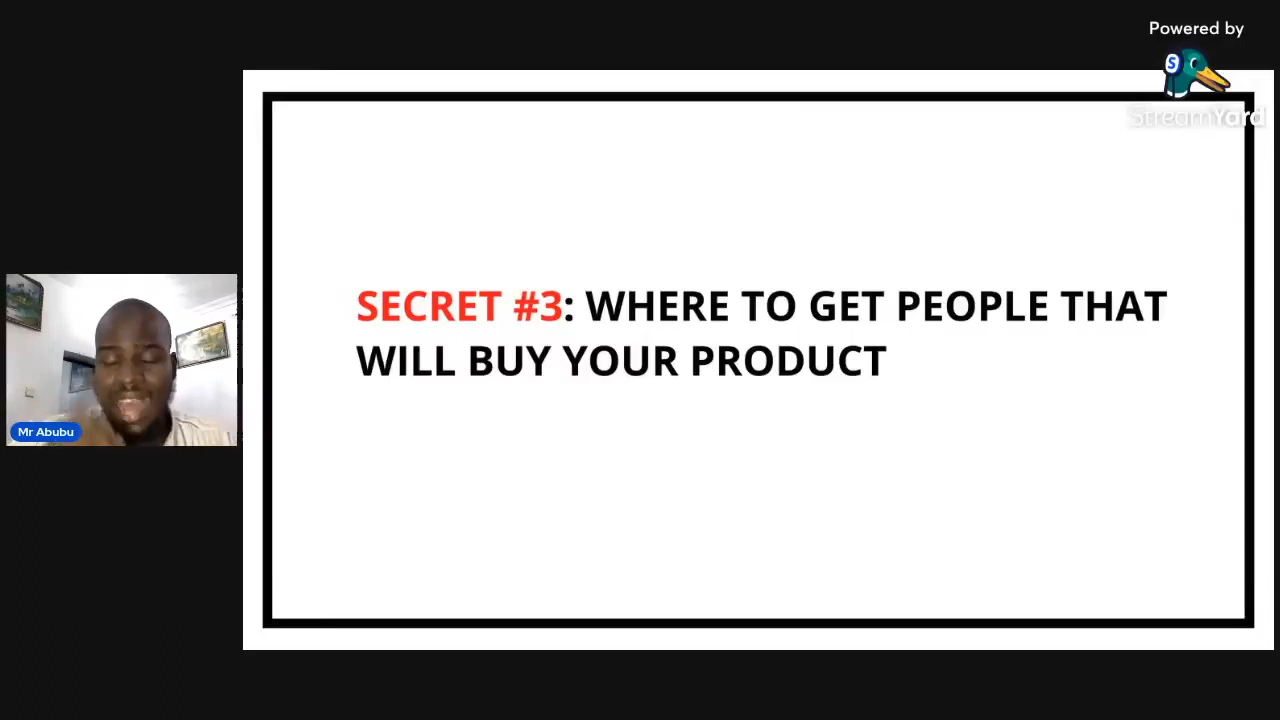 Powered by
S
StreamYard
SECRET #3: WHERE TO GET PEOPLE THAT
WILL BUY YOUR PRODUCT
Mr Abubu